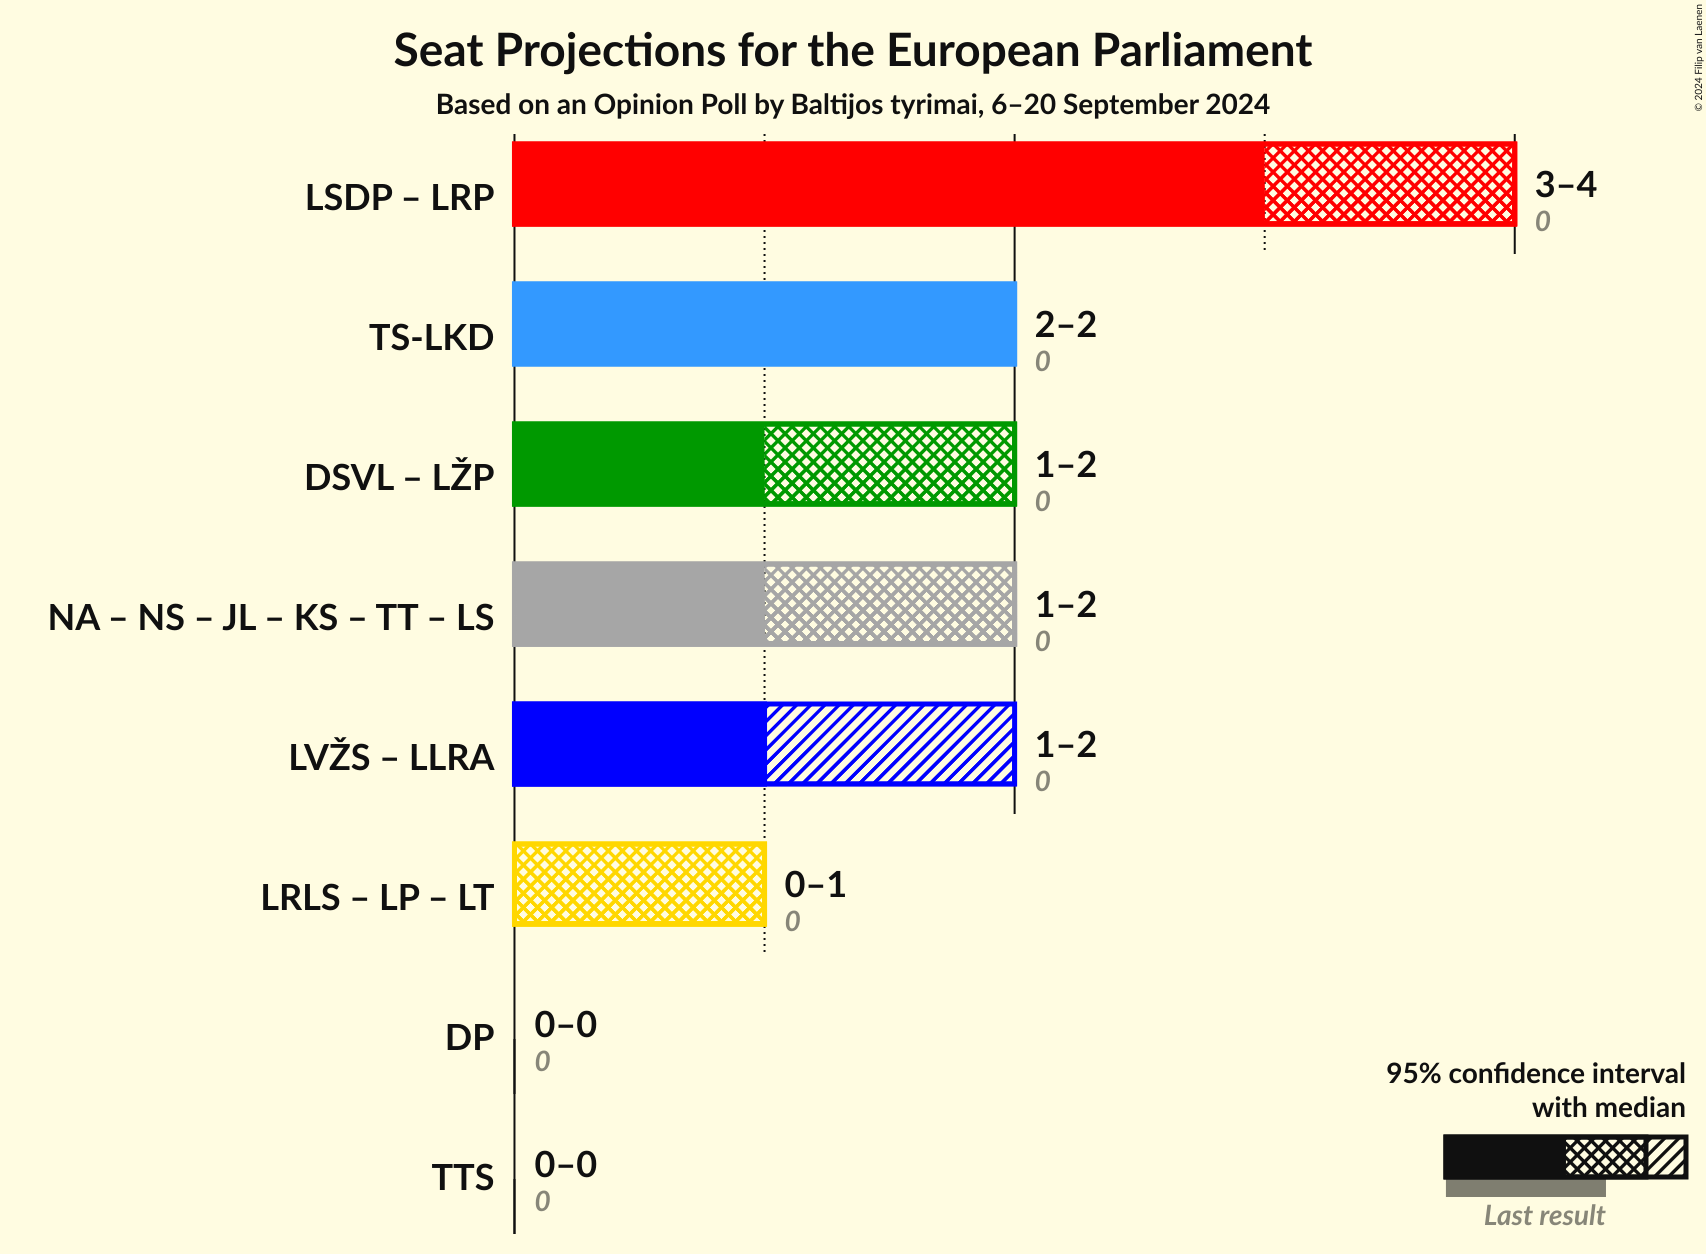 Seat Projections for the European Parliament
Based on an Opinion Poll by Baltijos tyrimai, 6–20 September 2024
© 2024 Filip van Laenen
LSDP – LRP
3–4
0
TS-LKD
2–2
0
DSVL – LŽP
1–2
0
NA – NS – JL – KS – TT – LS
1–2
0
LVŽS – LLRA
1–2
0
LRLS – LP – LT
0–1
0
DP
0–0
0
TTS
0–0
0
95% confidence interval
with median
Last result